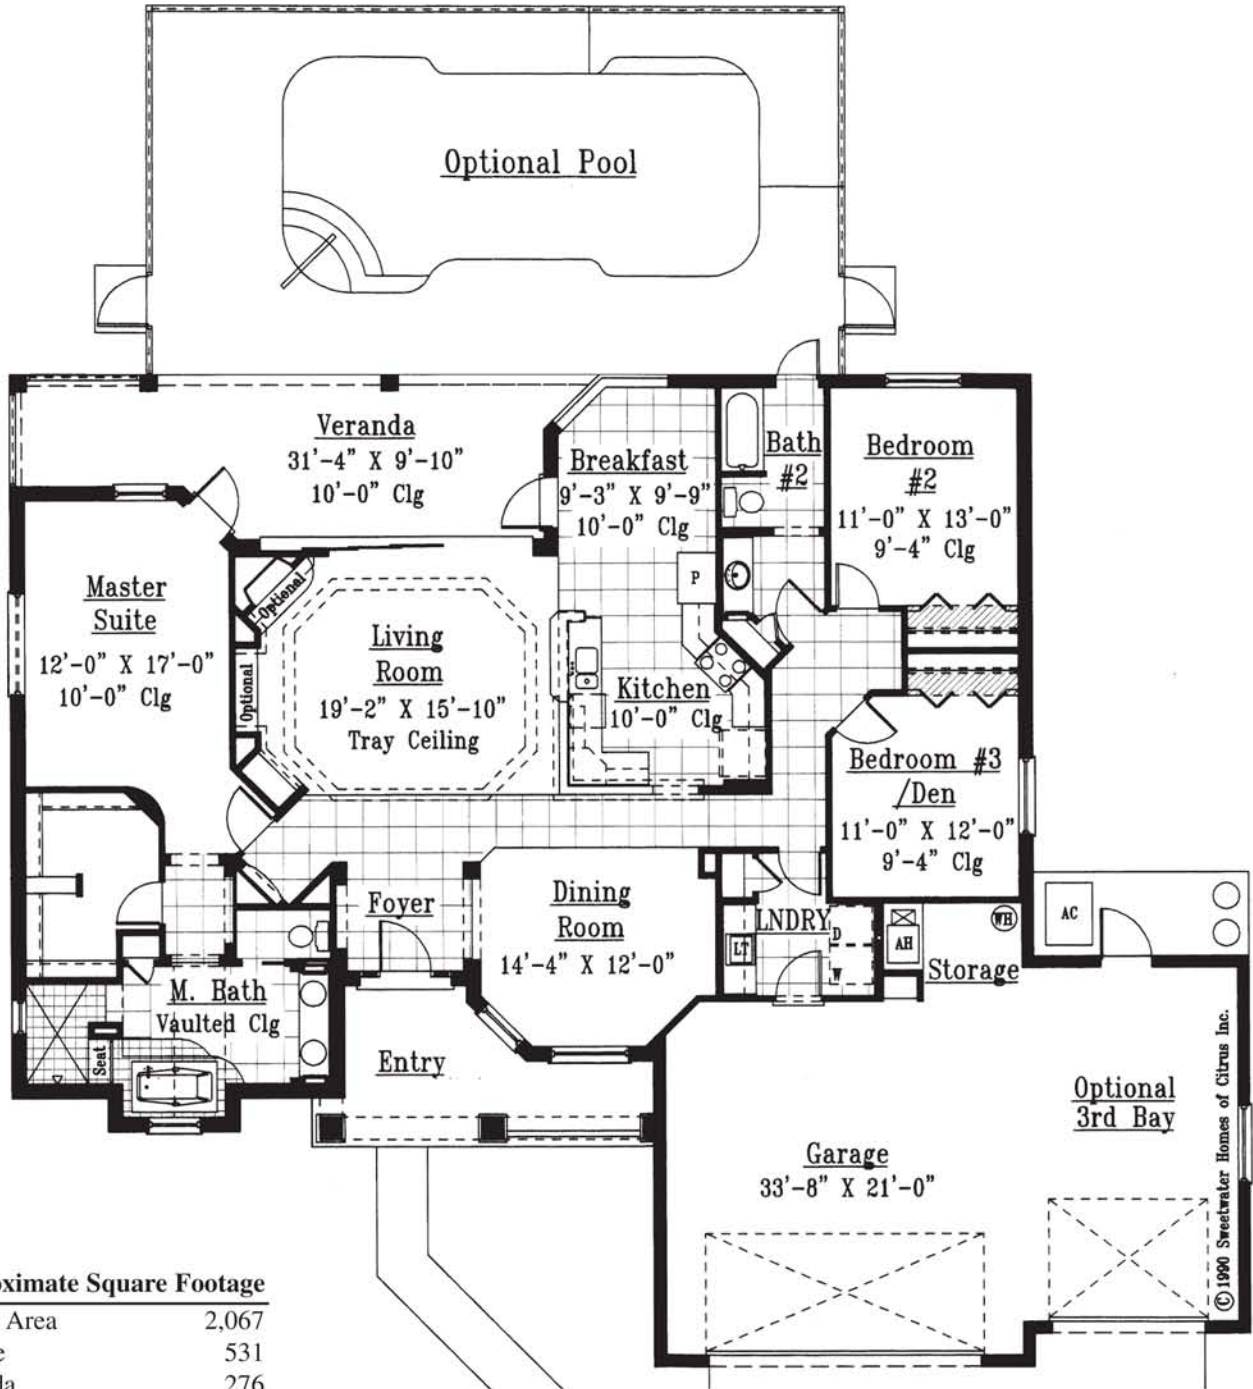 Optional Pool
Veranda
31'-4" X 9'-10"
10'-0" Clg
Breakfast
9'-3" X 9'-9"
10'-0" Clg
Bath
#2
Bedroom
#2
11'-0" X 13'-0"
9'-4" Clg
Master
Suite
12'-0" X 17'-0"
10'-0" Clg
Optional
Optional
Living
Room
19'-2" X 15'-10"
Tray Ceiling
P
Kitchen
10'-0" Clg
Bedroom #3
/Den
11'-0" X 12'-0"
9'-4" Clg
Foyer
Dining
Room
14'-4" X 12'-0"
LNDRY
LT
D
W
AH
WH
AC
Storage
M. Bath
Vaulted Clg
Seat
Entry
Garage
33'-8" X 21'-0"
Optional
3rd Bay
© 1990 Sweetwater Homes of Citrus Inc.
oximate Square Footage
Area 2,067
e 531
da 276